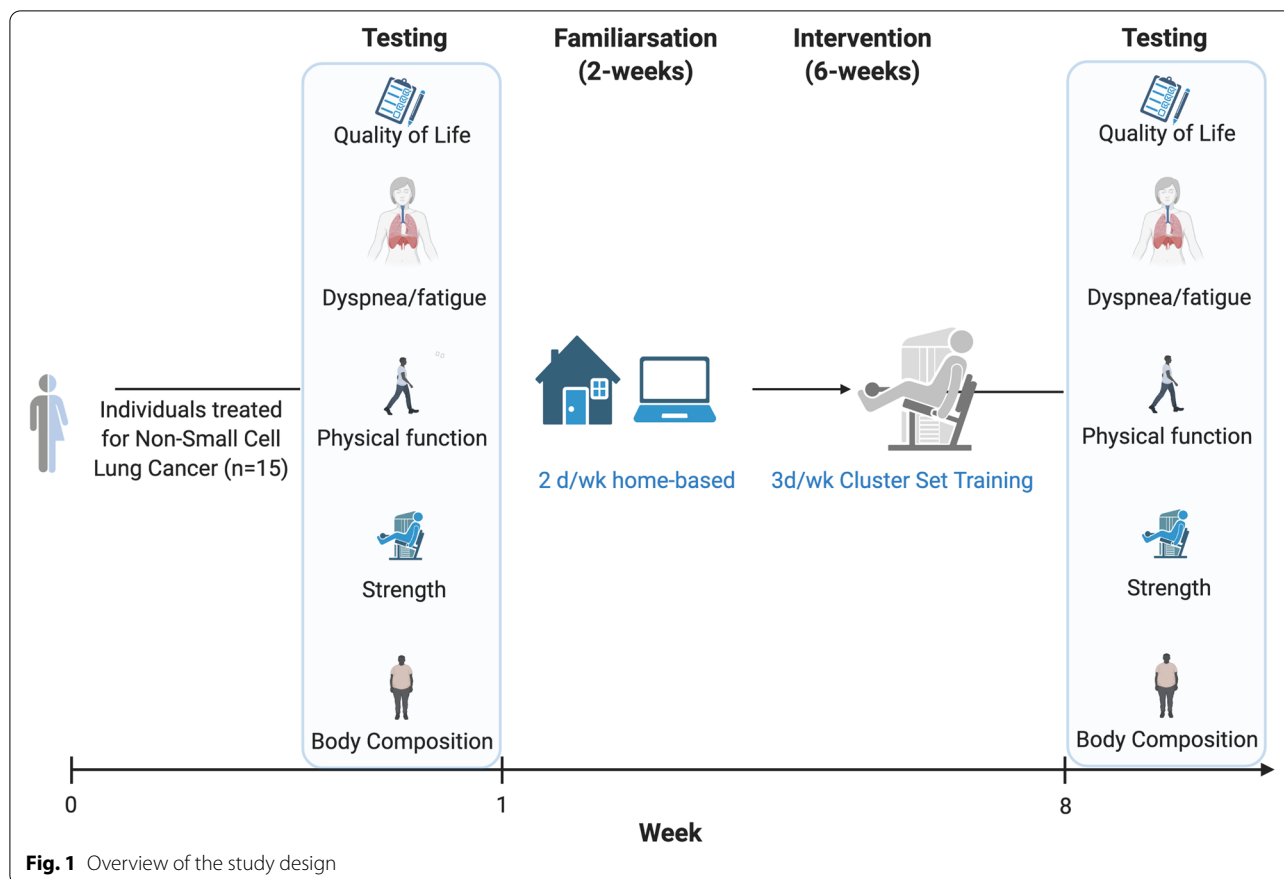 Testing
Quality of Life
Dyspnea/fatigue
Physical function
Strength
Body Composition
Familiarsation
(2-weeks)
Intervention
(6-weeks)
Testing
Quality of Life
Dyspnea/fatigue
Physical function
Strength
Body Composition
Individuals treated
for Non-Small Cell
Lung Cancer (n=15)
2 d/wk home-based
3d/wk Cluster Set Training
0
1
8
Week
Fig. 1 Overview of the study design